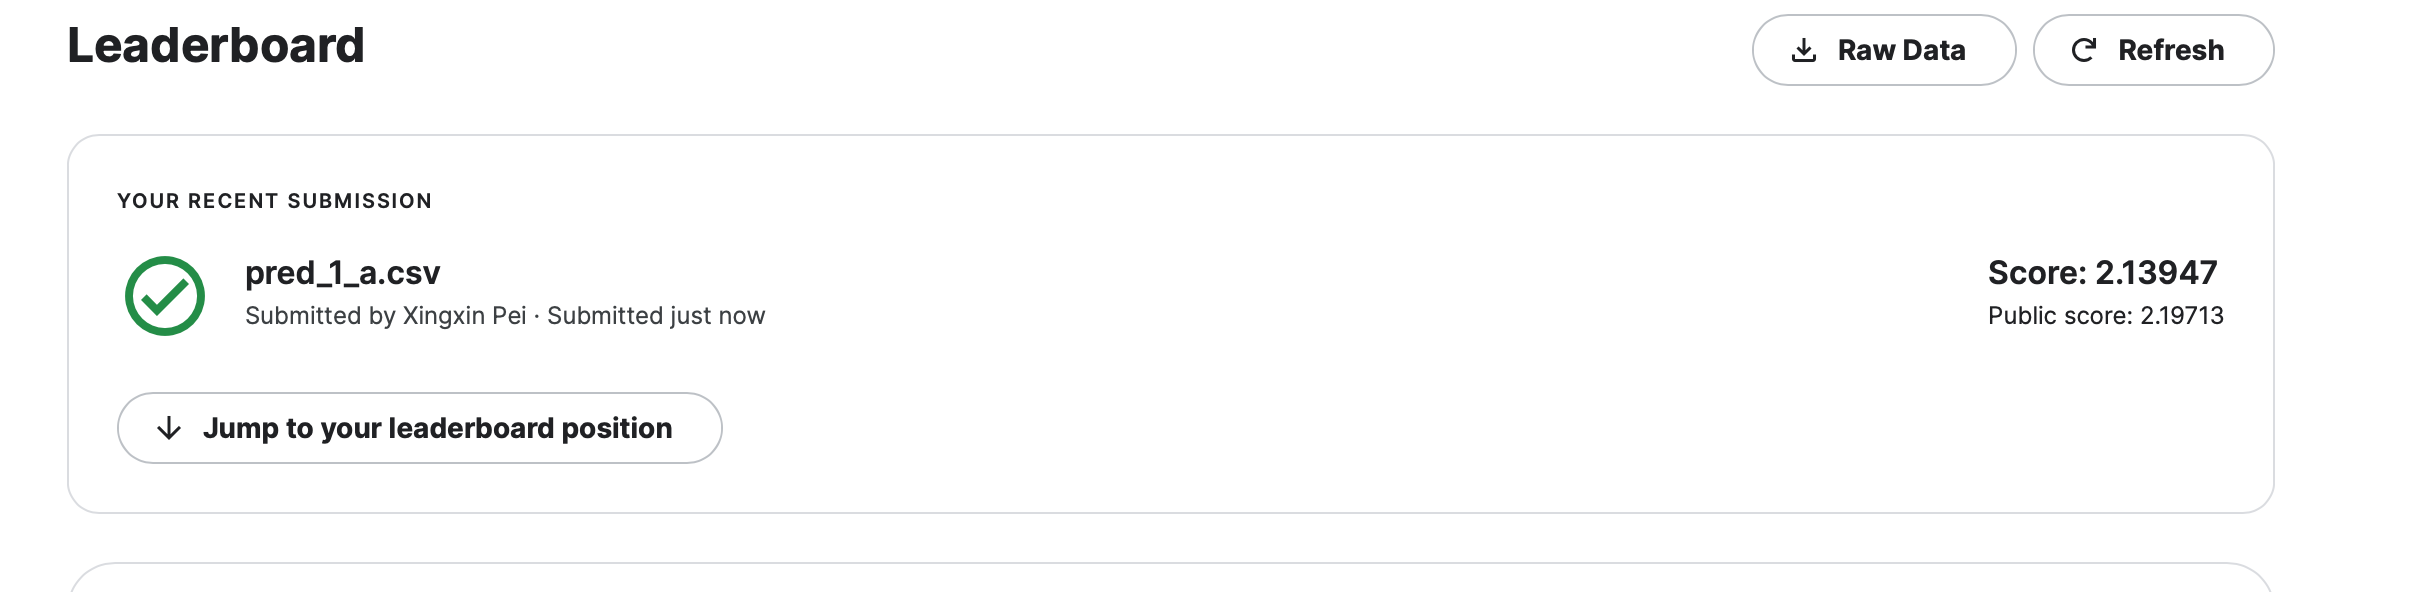 Leaderboard
Raw Data
Refresh
YOUR RECENT SUBMISSION
pred_1_a.csv
Submitted by Xingxin Pei · Submitted just now
Score: 2.13947
Public score: 2.19713
Jump to your leaderboard position